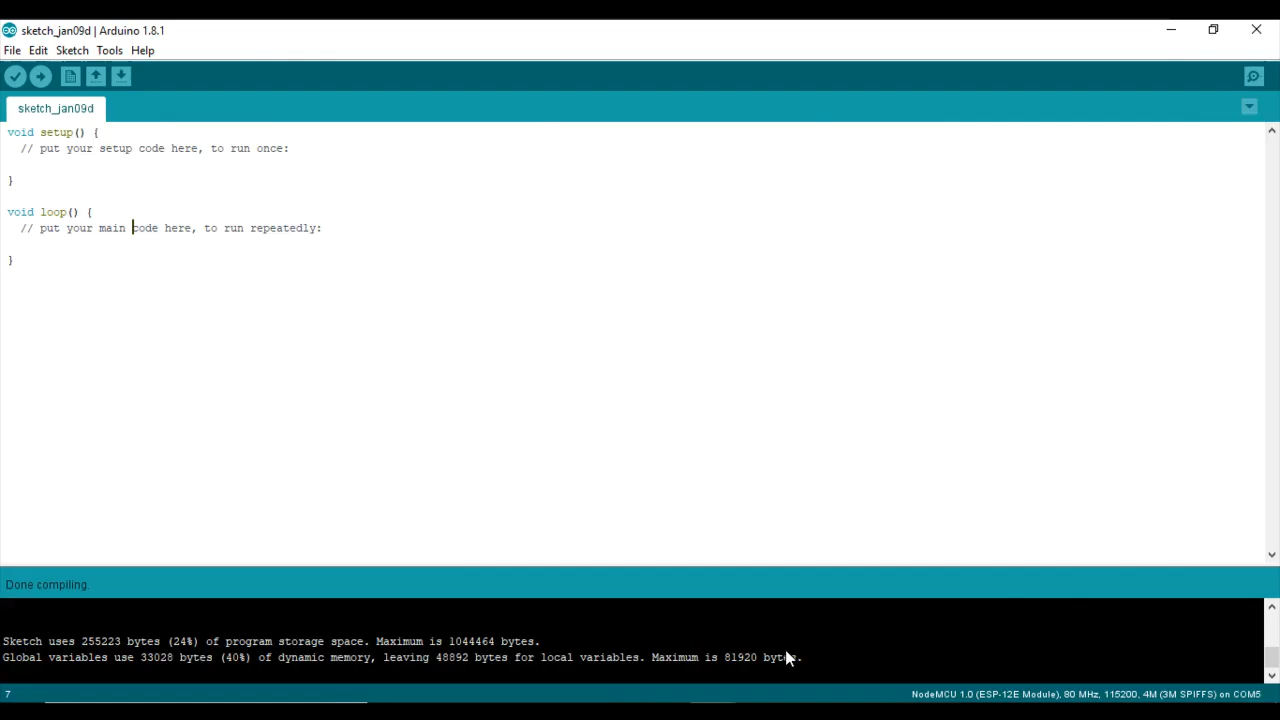 sketch_jan09d | Arduino 1.8.1
File Edit Sketch Tools Help
sketch_jan09d
void setup() {
// put your setup code here, to run once:
}
void loop() {
// put your main code here, to run repeatedly:
}
Done compiling.
Sketch uses 255223 bytes (24%) of program storage space. Maximum is 1044464 bytes.
Global variables use 33028 bytes (40%) of dynamic memory, leaving 48892 bytes for local variables. Maximum is 81920 bytes.
7 NodeMCU 1.0 (ESP-12E Module), 80 MHz, 115200, 4M (3M SPIFFS) on COM5